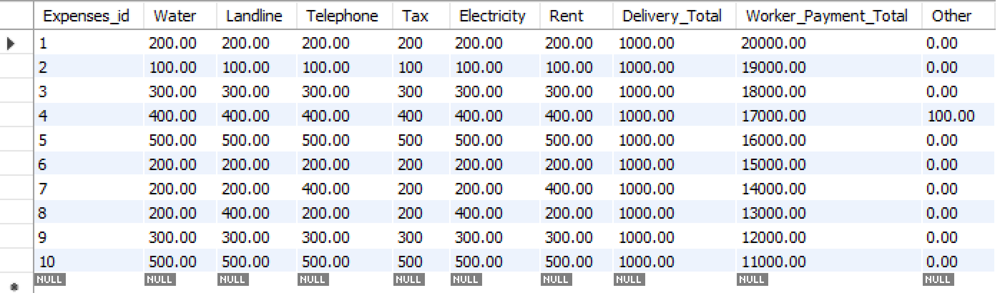 Expenses_id Water Landline Telephone Tax Electricity Rent Delivery_Total Worker_Payment_Total Other
1 200.00 200.00 200.00 200 200.00 200.00 1000.00 20000.00 0.00
2 100.00 100.00 100.00 100 100.00 100.00 1000.00 19000.00 0.00
3 300.00 300.00 300.00 300 300.00 300.00 1000.00 18000.00 0.00
4 400.00 400.00 400.00 400 400.00 400.00 1000.00 17000.00 100.00
5 500.00 500.00 500.00 500 500.00 500.00 1000.00 16000.00 0.00
6 200.00 200.00 200.00 200 200.00 200.00 1000.00 15000.00 0.00
7 200.00 200.00 400.00 200 200.00 400.00 1000.00 14000.00 0.00
8 200.00 400.00 200.00 200 400.00 200.00 1000.00 13000.00 0.00
9 300.00 300.00 300.00 300 300.00 300.00 1000.00 12000.00 0.00
10 500.00 500.00 500.00 500 500.00 500.00 1000.00 11000.00 0.00
NULL NULL NULL NULL NULL NULL NULL NULL NULL NULL